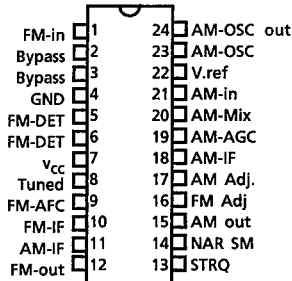 FM-in 1 24 AM-OSC out
Bypass 2 23 AM-OSC
Bypass 3 22 V.ref
GND 4 21 AM-in
FM-DET 5 20 AM-Mix
FM-DET 6 19 AM-AGC
VCC 7 18 AM-IF
Tuned 8 17 AM Adj.
FM-AFC 9 16 FM Adj
FM-IF 10 15 AM out
AM-IF 11 14 NAR SM
FM-out 12 13 STRQ